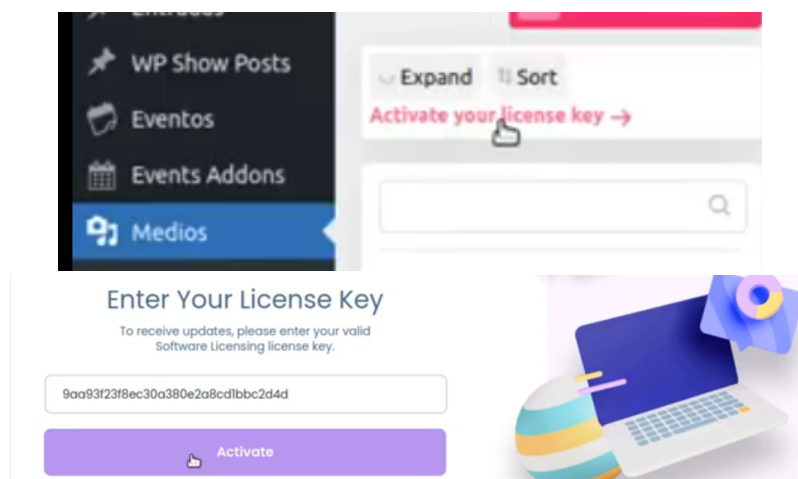 WP Show Posts
Expand
Sort
Eventos
Activate your license key →
Events Addons
Medios
Enter Your License Key
To receive updates, please enter your valid
Software Licensing license key.
9aa93f23f8ec30a380e2a8cd1bbc2d4d
Activate